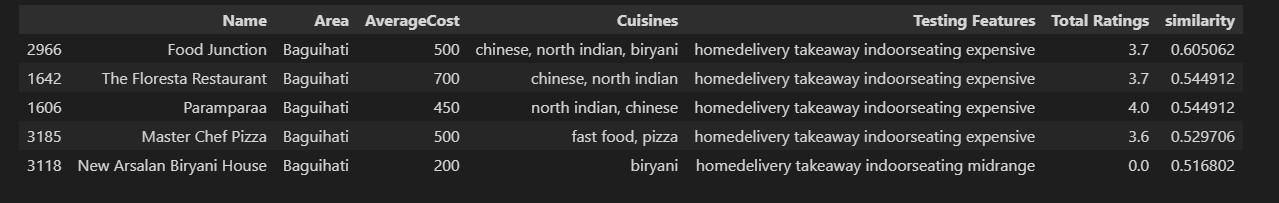 Name Area AverageCost Cuisines Testing Features Total Ratings similarity
2966 Food Junction Baguihati 500 chinese, north indian, biryani homedelivery takeaway indoorseating expensive 3.7 0.605062
1642 The Floresta Restaurant Baguihati 700 chinese, north indian homedelivery takeaway indoorseating expensive 3.7 0.544912
1606 Paramparaa Baguihati 450 north indian, chinese homedelivery takeaway indoorseating expensive 4.0 0.544912
3185 Master Chef Pizza Baguihati 500 fast food, pizza homedelivery takeaway indoorseating expensive 3.6 0.529706
3118 New Arsalan Biryani House Baguihati 200 biryani homedelivery takeaway indoorseating midrange 0.0 0.516802